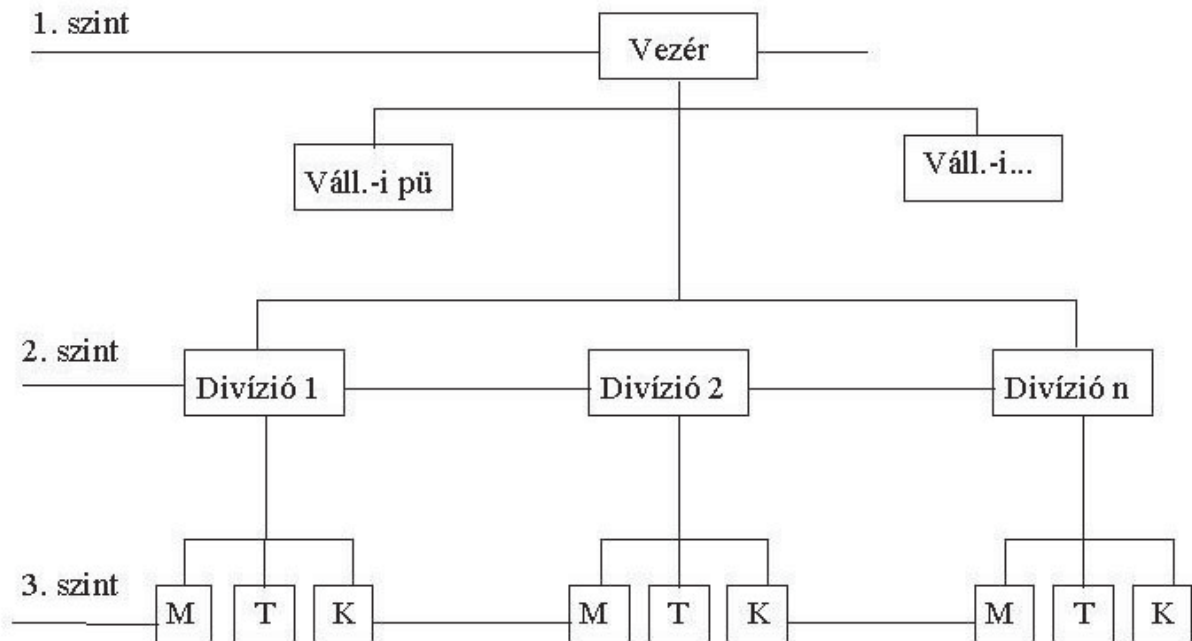 1. szint
Vezér
Váll.-i pü
Váll.-i...
2. szint
Divízió 1
Divízió 2
Divízió n
3. szint
M T K
M T K
M T K